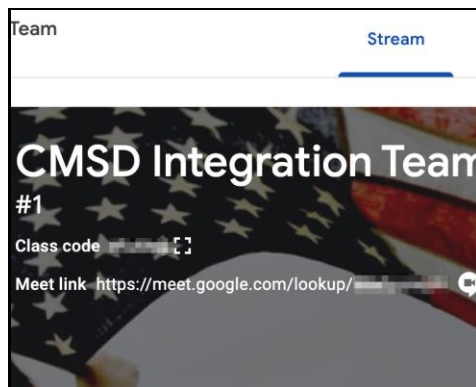 Team
Stream
CMSD Integration Team
#1
Class code
Meet link https://meet.google.com/lookup/